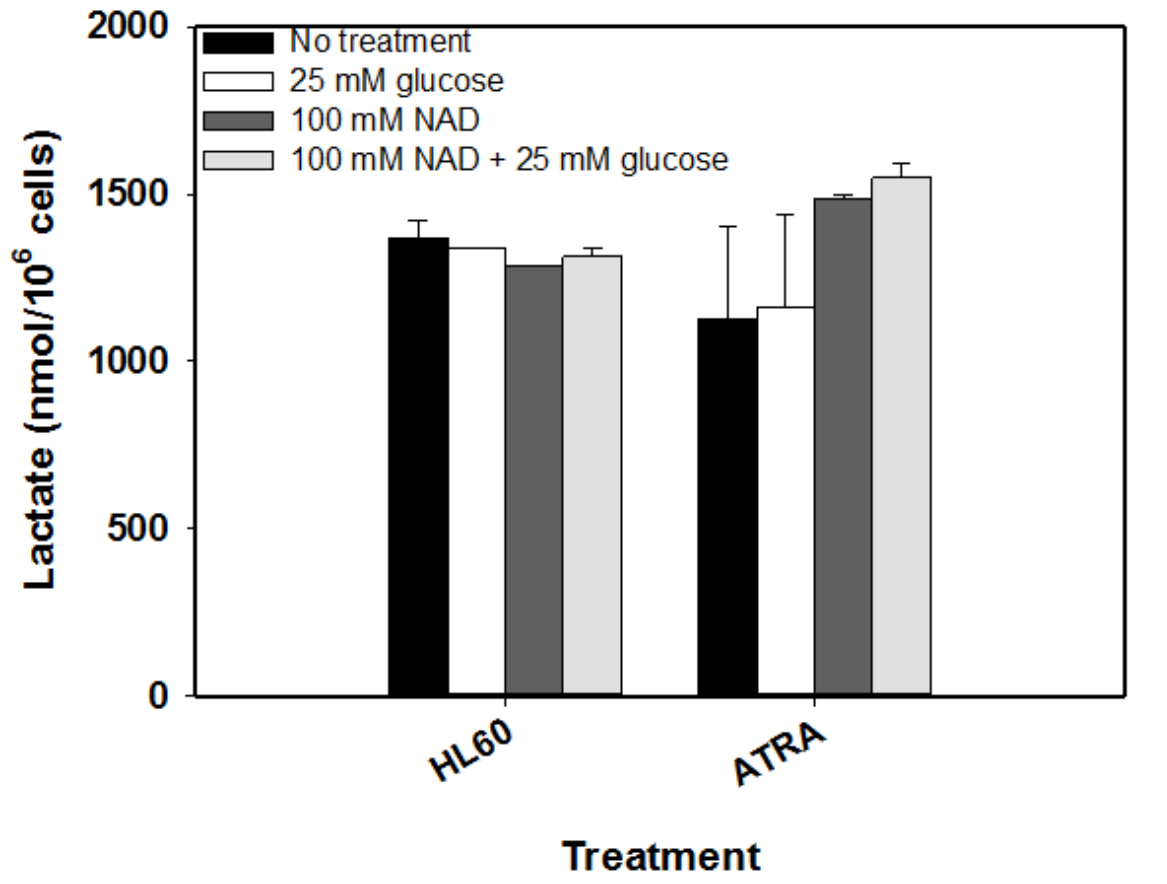 2000
1500
1000
500
0
Lactate (nmol/10⁶ cells)
No treatment
25 mM glucose
100 mM NAD
100 mM NAD + 25 mM glucose
HL60
ATRA
Treatment